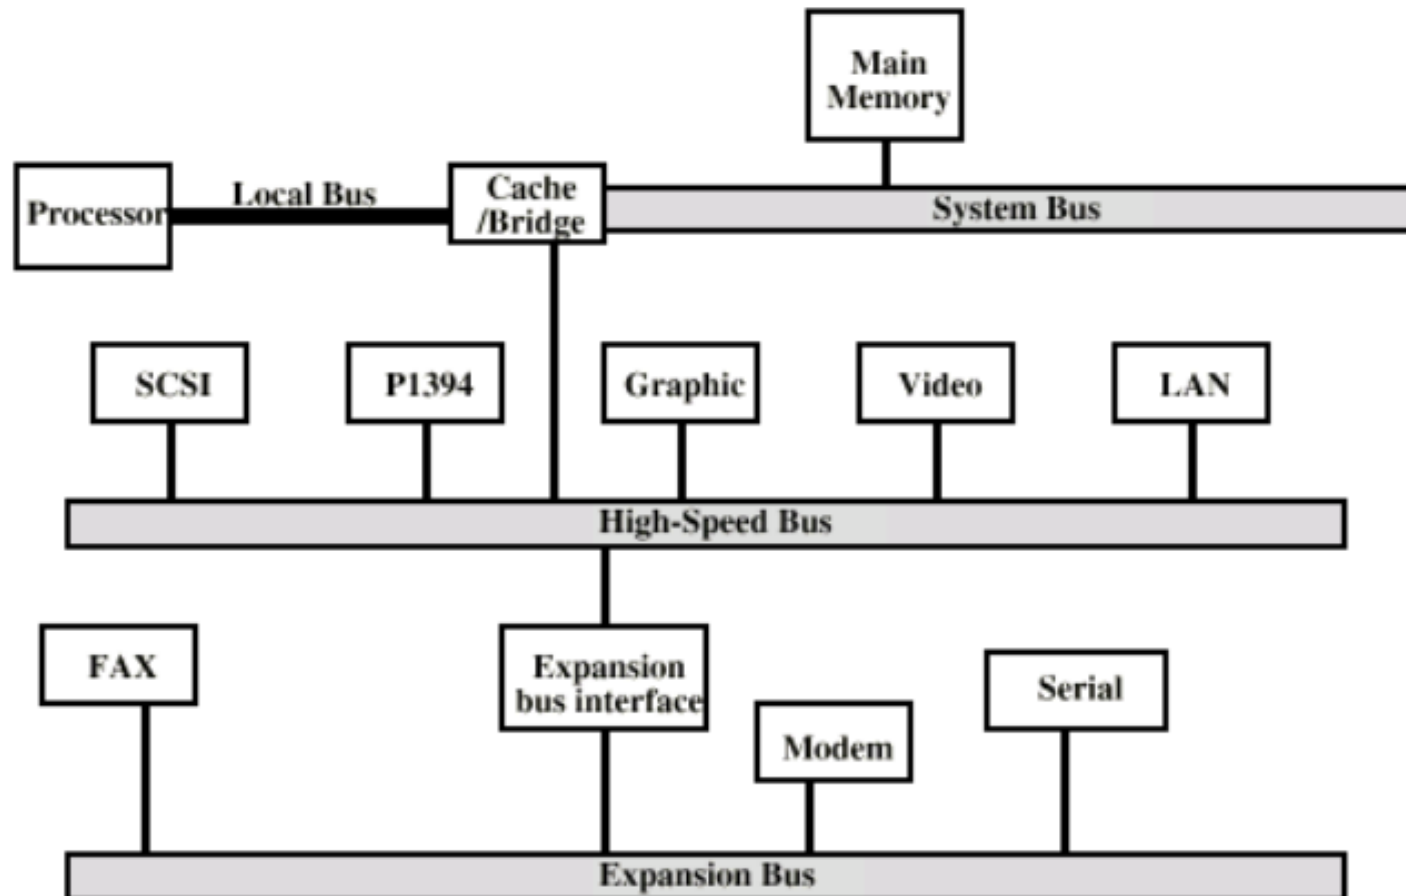 Main
Memory
Processor
Local Bus
Cache
/Bridge
System Bus
SCSI
P1394
Graphic
Video
LAN
High-Speed Bus
FAX
Expansion
bus interface
Modem
Serial
Expansion Bus